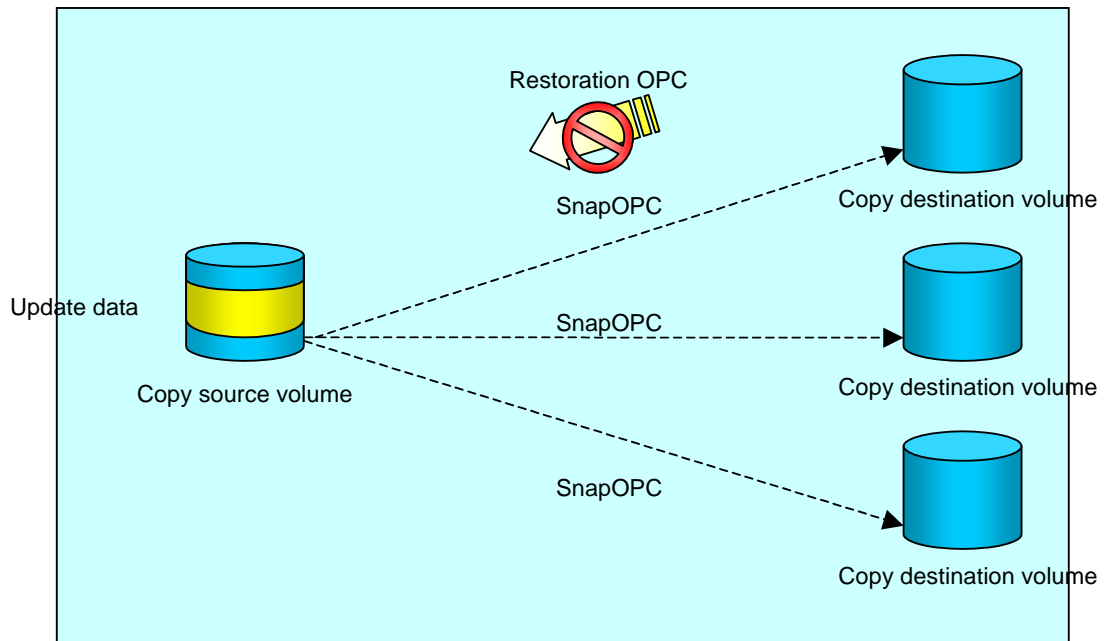 Restoration OPC
SnapOPC
Copy destination volume
Update data
SnapOPC
Copy source volume
Copy destination volume
SnapOPC
Copy destination volume